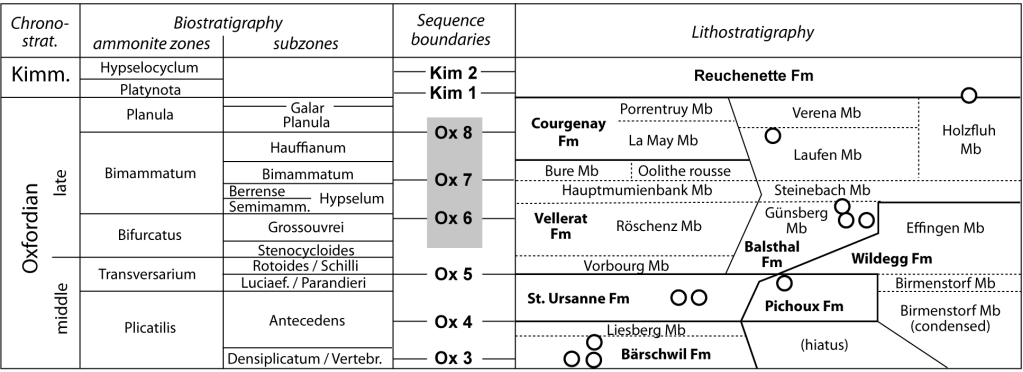 Chrono-
strat.
Biostratigraphy
ammonite zones
subzones
Sequence
boundaries
Lithostratigraphy
Kimm.
Hypselocyclum
Platynota
Kim 2
Kim 1
Reuchenette Fm
Oxfordian
late
middle
Planula
Bimammatum
Bifurcatus
Transversarium
Plicatilis
Galar
Planula
Hauffianum
Bimammatum
Berrense
Semimamm.
Hypselum
Grossouvrei
Stenocycloides
Rotoides / Schilli
Luciaef. / Parandieri
Antecedens
Densiplicatum / Vertebr.
Ox 8
Ox 7
Ox 6
Ox 5
Ox 4
Ox 3
Courgenay
Fm
Porrentruy Mb
La May Mb
Verena Mb
Laufen Mb
Holzfluh
Mb
Bure Mb
Oolithe rousse
Hauptmumienbank Mb
Steinebach Mb
Vellerat
Fm
Röschenz Mb
Günsberg
Mb
Effingen Mb
Balsthal
Fm
Wildegg Fm
Vorbourg Mb
St. Ursanne Fm
Pichoux Fm
Birmenstorf Mb
Birmenstorf Mb
(condensed)
Liesberg Mb
Bärschwil Fm
(hiatus)